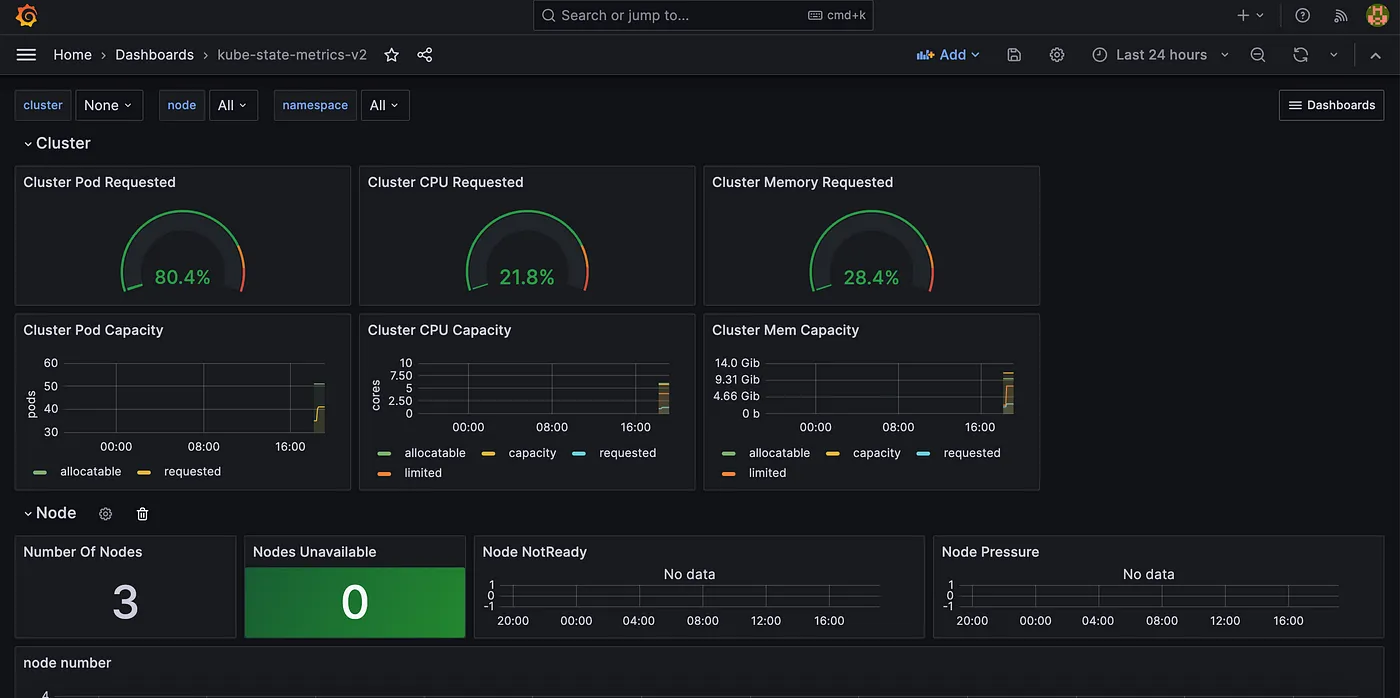 Search or jump to... cmd+k
Home › Dashboards › kube-state-metrics-v2 Add Last 24 hours
cluster None node All namespace All Dashboards
Cluster
Cluster Pod Requested
80.4%
Cluster CPU Requested
21.8%
Cluster Memory Requested
28.4%
Cluster Pod Capacity
pods
60
50
40
30
00:00 08:00 16:00
allocatable requested
Cluster CPU Capacity
cores
10
7.50
5
2.50
0
00:00 08:00 16:00
allocatable capacity requested
limited
Cluster Mem Capacity
14.0 Gib
9.31 Gib
4.66 Gib
0 b
00:00 08:00 16:00
allocatable capacity requested
limited
Node
Number Of Nodes
3
Nodes Unavailable
0
Node NotReady
No data
1
0
-1
20:00 00:00 04:00 08:00 12:00 16:00
Node Pressure
No data
1
0
-1
20:00 00:00 04:00 08:00 12:00 16:00
node number
4